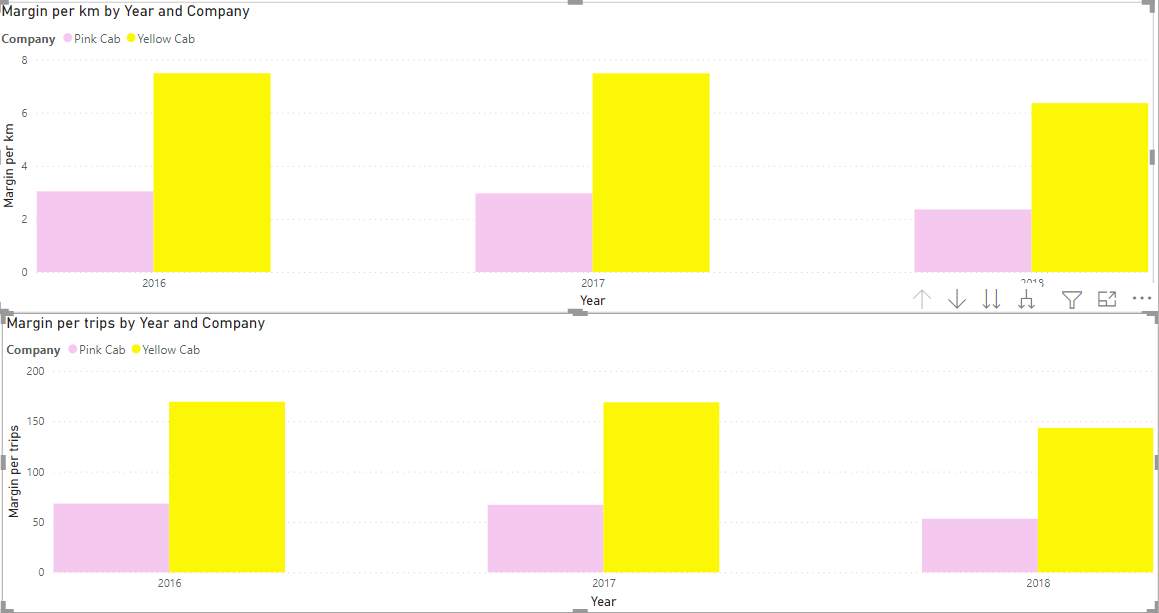 Margin per km by Year and Company
Company Pink Cab Yellow Cab
8
6
4
2
0
Margin per km
2016 2017 2018
Year
Margin per trips by Year and Company
Company Pink Cab Yellow Cab
200
150
100
50
0
Margin per trips
2016 2017 2018
Year